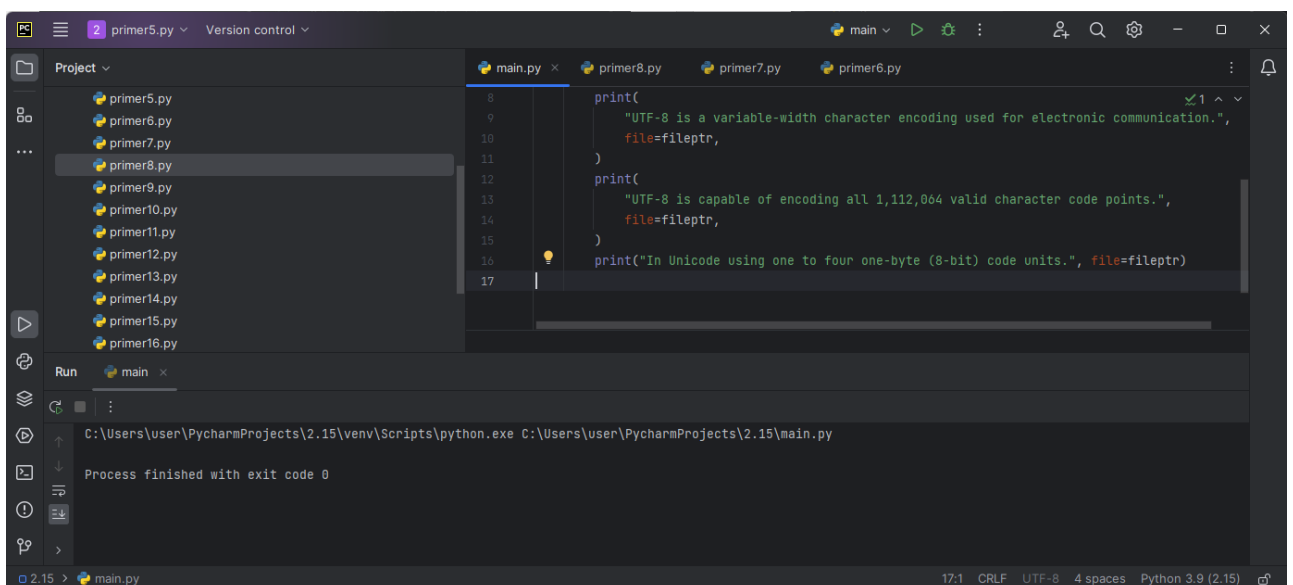 PC
2 primer5.py Version control main
Project
main.py primer8.py primer7.py primer6.py
primer5.py
primer6.py
primer7.py
primer8.py
primer9.py
primer10.py
primer11.py
primer12.py
primer13.py
primer14.py
primer15.py
primer16.py
8 print(
1
9 "UTF-8 is a variable-width character encoding used for electronic communication.",
10 file=fileptr,
11 )
12 print(
13 "UTF-8 is capable of encoding all 1,112,064 valid character code points.",
14 file=fileptr,
15 )
16 print("In Unicode using one to four one-byte (8-bit) code units.", file=fileptr)
17
Run main
C:\Users\user\PycharmProjects\2.15\venv\Scripts\python.exe C:\Users\user\PycharmProjects\2.15\main.py
Process finished with exit code 0
2.15 > main.py 17:1 CRLF UTF-8 4 spaces Python 3.9 (2.15)